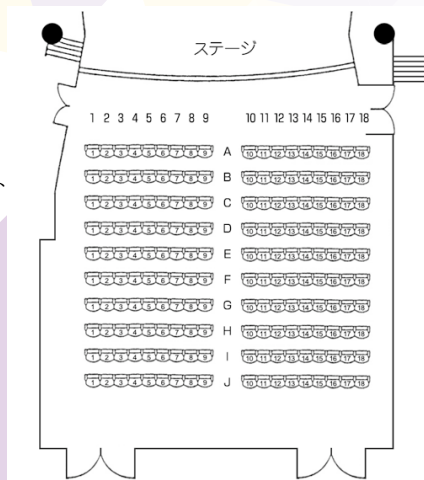 ステージ
1 2 3 4 5 6 7 8 9 10 11 12 13 14 15 16 17 18
1 2 3 4 5 6 7 8 9 A 10 11 12 13 14 15 16 17 18
1 2 3 4 5 6 7 8 9 B 10 11 12 13 14 15 16 17 18
1 2 3 4 5 6 7 8 9 C 10 11 12 13 14 15 16 17 18
1 2 3 4 5 6 7 8 9 D 10 11 12 13 14 15 16 17 18
1 2 3 4 5 6 7 8 9 E 10 11 12 13 14 15 16 17 18
1 2 3 4 5 6 7 8 9 F 10 11 12 13 14 15 16 17 18
1 2 3 4 5 6 7 8 9 G 10 11 12 13 14 15 16 17 18
1 2 3 4 5 6 7 8 9 H 10 11 12 13 14 15 16 17 18
1 2 3 4 5 6 7 8 9 I 10 11 12 13 14 15 16 17 18
1 2 3 4 5 6 7 8 9 J 10 11 12 13 14 15 16 17 18